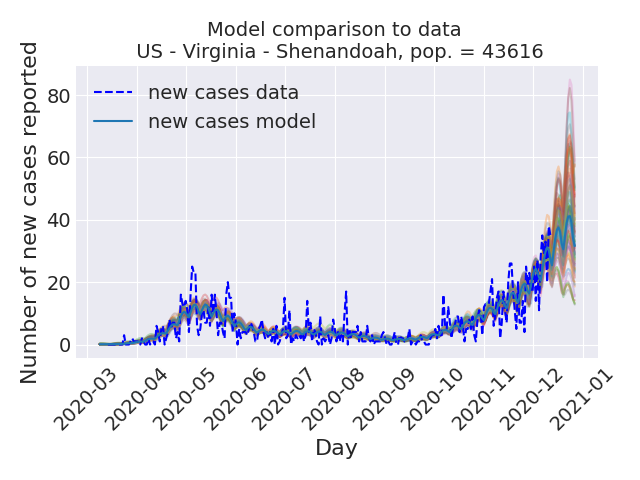 Model comparison to data
US - Virginia - Shenandoah, pop. = 43616
Number of new cases reported
80
60
40
20
0
new cases data
new cases model
2020-03
2020-04
2020-05
2020-06
2020-07
2020-08
2020-09
2020-10
2020-11
2020-12
2021-01
Day